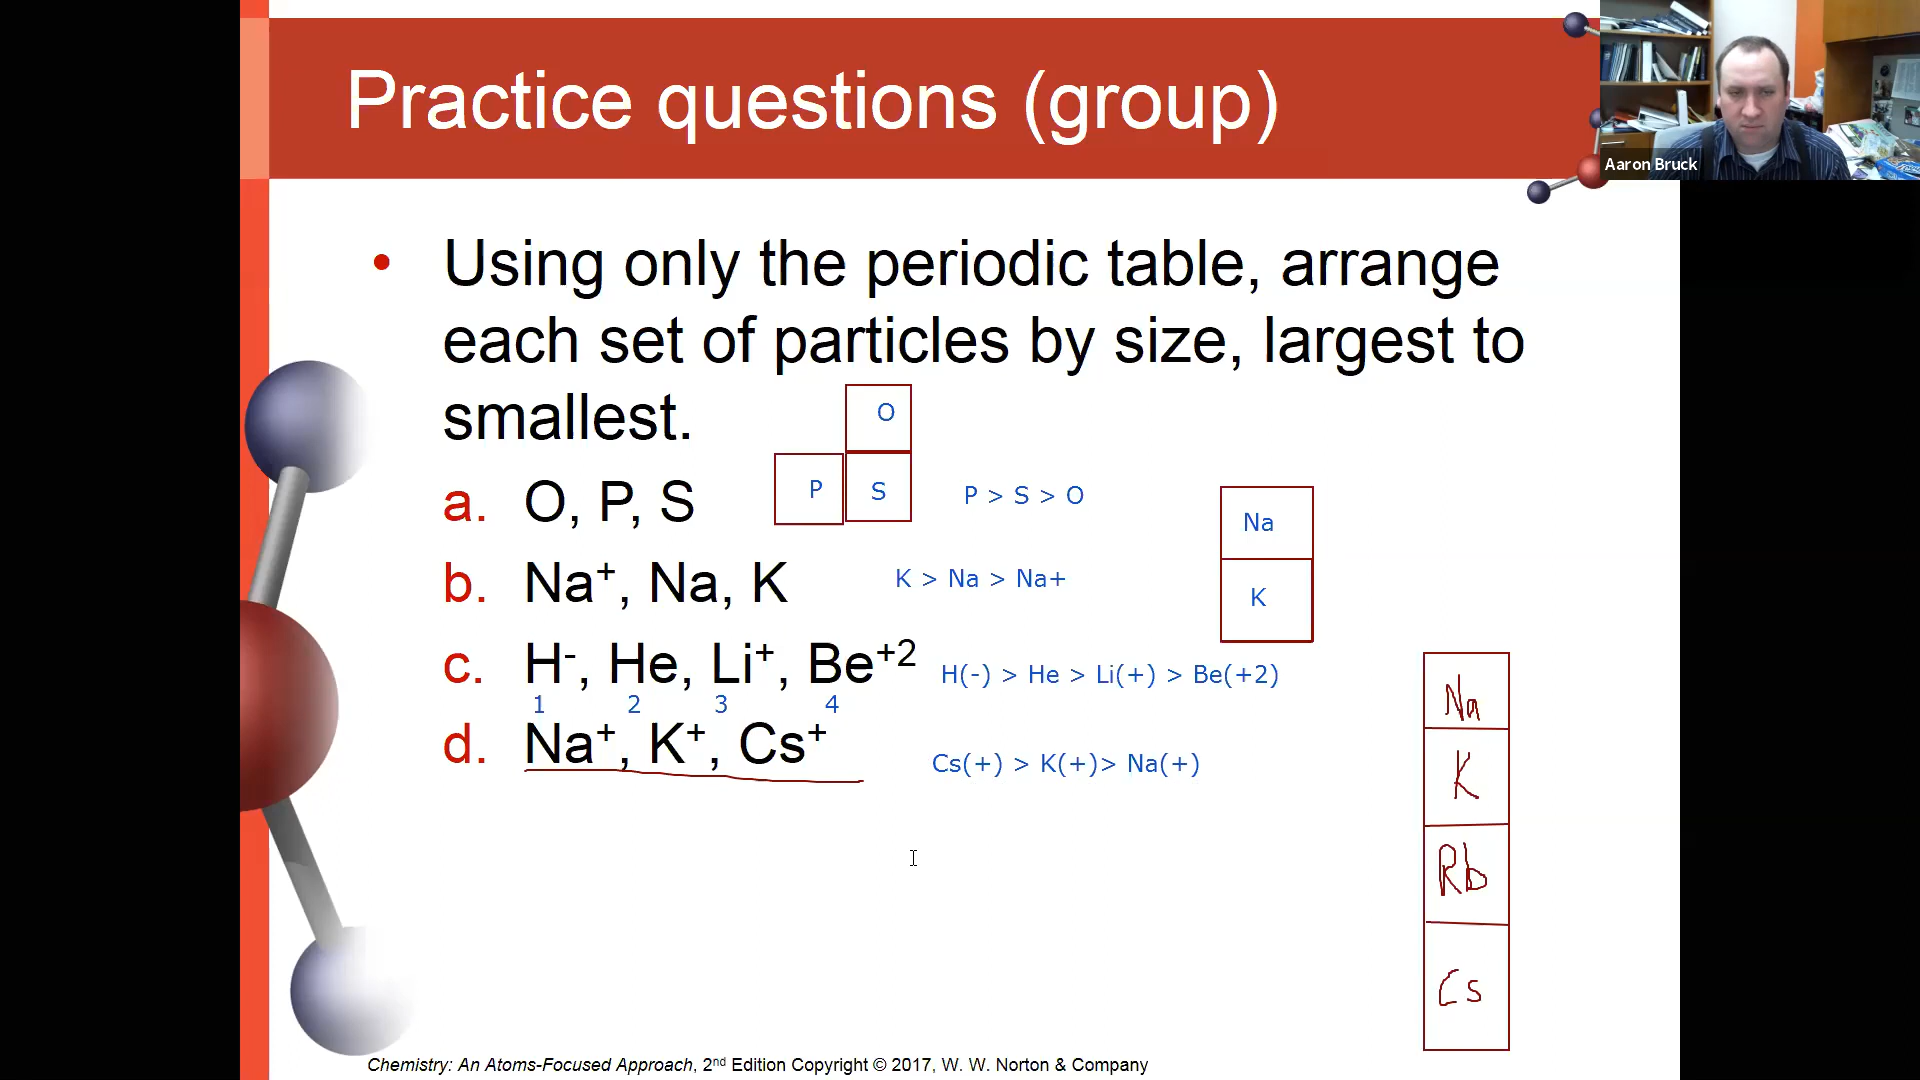 Practice questions (group)
Aaron Bruck
• Using only the periodic table, arrange
each set of particles by size, largest to
smallest.
O
P
S
a. O, P, S
P > S > O
Na
K
b. Na⁺, Na, K
K > Na > Na+
c. H⁻, He, Li⁺, Be⁺²
H(-) > He > Li(+) > Be(+2)
1 2 3 4
d. Na⁺, K⁺, Cs⁺
Cs(+) > K(+)> Na(+)
Na
K
Rb
Cs
Chemistry: An Atoms-Focused Approach, 2ⁿᵈ Edition Copyright © 2017, W. W. Norton & Company